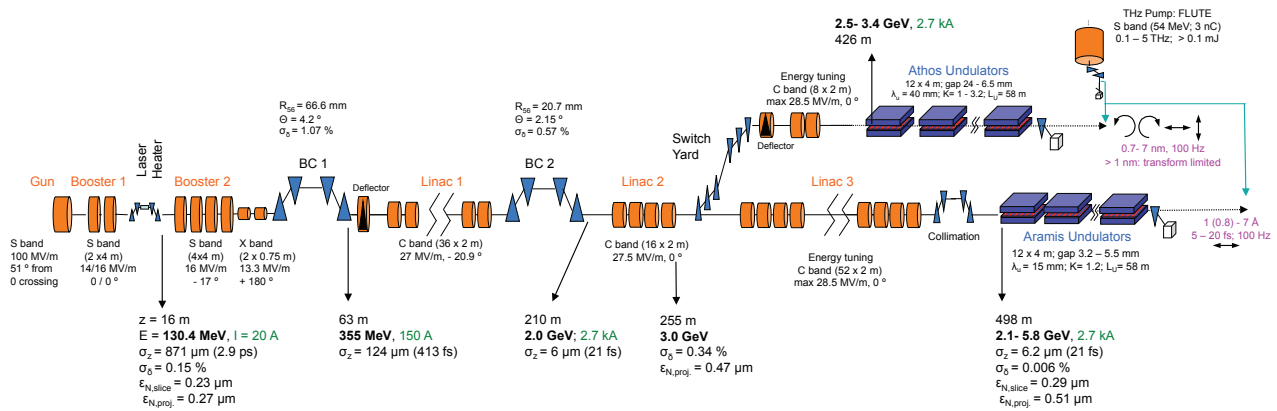 2.5- 3.4 GeV, 2.7 kA
426 m
THz Pump: FLUTE
S band (54 MeV; 3 nC)
0.1 – 5 THz; > 0.1 mJ
Energy tuning
C band (8 x 2 m)
max 28.5 MV/m, 0 º
Athos Undulators
12 x 4 m; gap 24 - 6.5 mm
λu = 40 mm; K= 1 - 3.2; LU= 58 m
R56 = 66.6 mm
Θ = 4.2 º
σδ = 1.07 %
R56 = 20.7 mm
Θ = 2.15 º
σδ = 0.57 %
Switch
Yard
Deflector
0.7- 7 nm, 100 Hz
> 1 nm: transform limited
Laser
Heater
BC 1
BC 2
Gun
Booster 1
Booster 2
Deflector
Linac 1
Linac 2
Linac 3
S band
100 MV/m
51 º from
0 crossing
S band
(2 x4 m)
14/16 MV/m
0 / 0 º
S band
(4x4 m)
16 MV/m
- 17º
X band
(2 x 0.75 m)
13.3 MV/m
+ 180º
C band (36 x 2 m)
27 MV/m, - 20.9 º
C band (16 x 2 m)
27.5 MV/m, 0 º
Energy tuning
C band (52 x 2 m)
max 28.5 MV/m, 0 º
Collimation
Aramis Undulators
12 x 4 m; gap 3.2 – 5.5 mm
λu = 15 mm; K= 1.2; LU= 58 m
1 (0.8) - 7 Å
5 – 20 fs; 100 Hz
z = 16 m
E = 130.4 MeV, I = 20 A
σz = 871 µm (2.9 ps)
σδ = 0.15 %
εN,slice = 0.23 µm
εN,proj. = 0.27 µm
63 m
355 MeV, 150 A
σz = 124 µm (413 fs)
210 m
2.0 GeV; 2.7 kA
σz = 6 µm (21 fs)
255 m
3.0 GeV
σδ = 0.34 %
εN,proj. = 0.47 µm
498 m
2.1- 5.8 GeV, 2.7 kA
σz = 6.2 µm (21 fs)
σδ = 0.006 %
εN,slice = 0.29 µm
εN,proj. = 0.51 µm